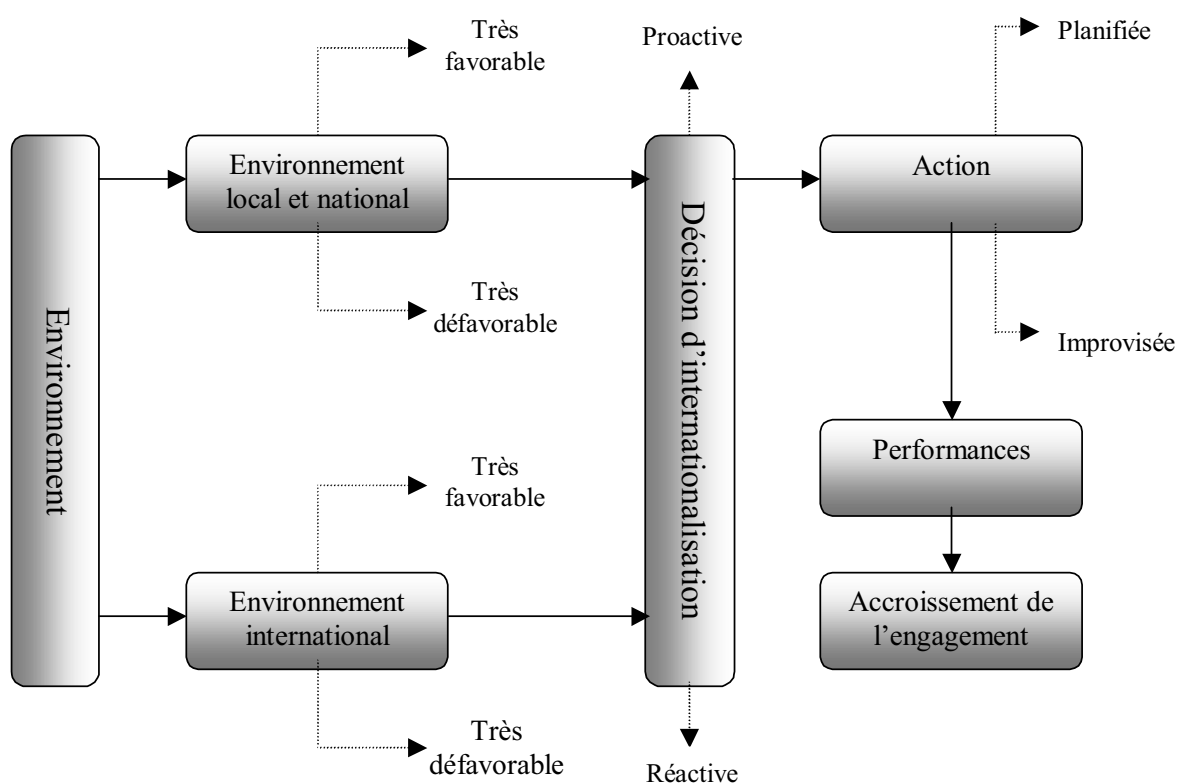 Très
favorable
Proactive
Planifiée
Environnement
local et national
Action
Très
défavorable
Improvisée
Environnement
Décision d’internationalisation
Performances
Très
favorable
Environnement
international
Accroissement de
l’engagement
Très
défavorable
Réactive